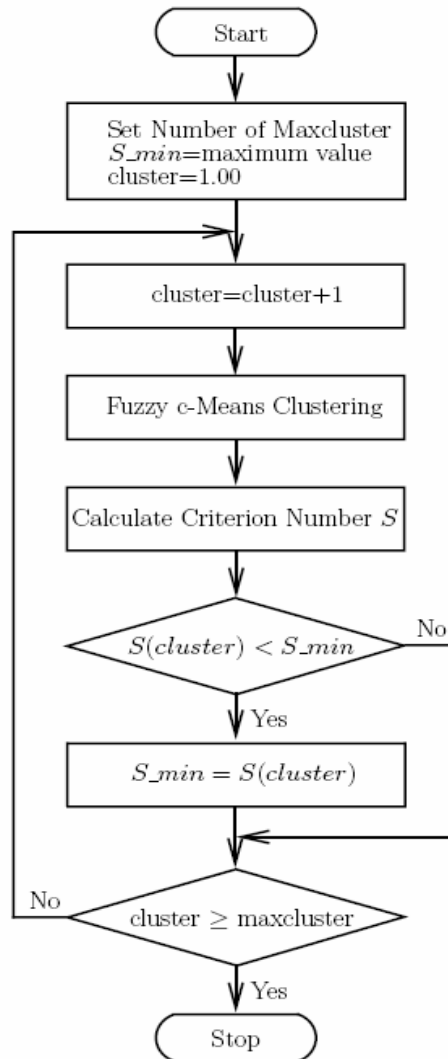 Start
Set Number of Maxcluster
S_min=maximum value
cluster=1.00
cluster=cluster+1
Fuzzy c-Means Clustering
Calculate Criterion Number S
S(cluster) < S_min
No
Yes
S_min = S(cluster)
No
cluster ≥ maxcluster
Yes
Stop